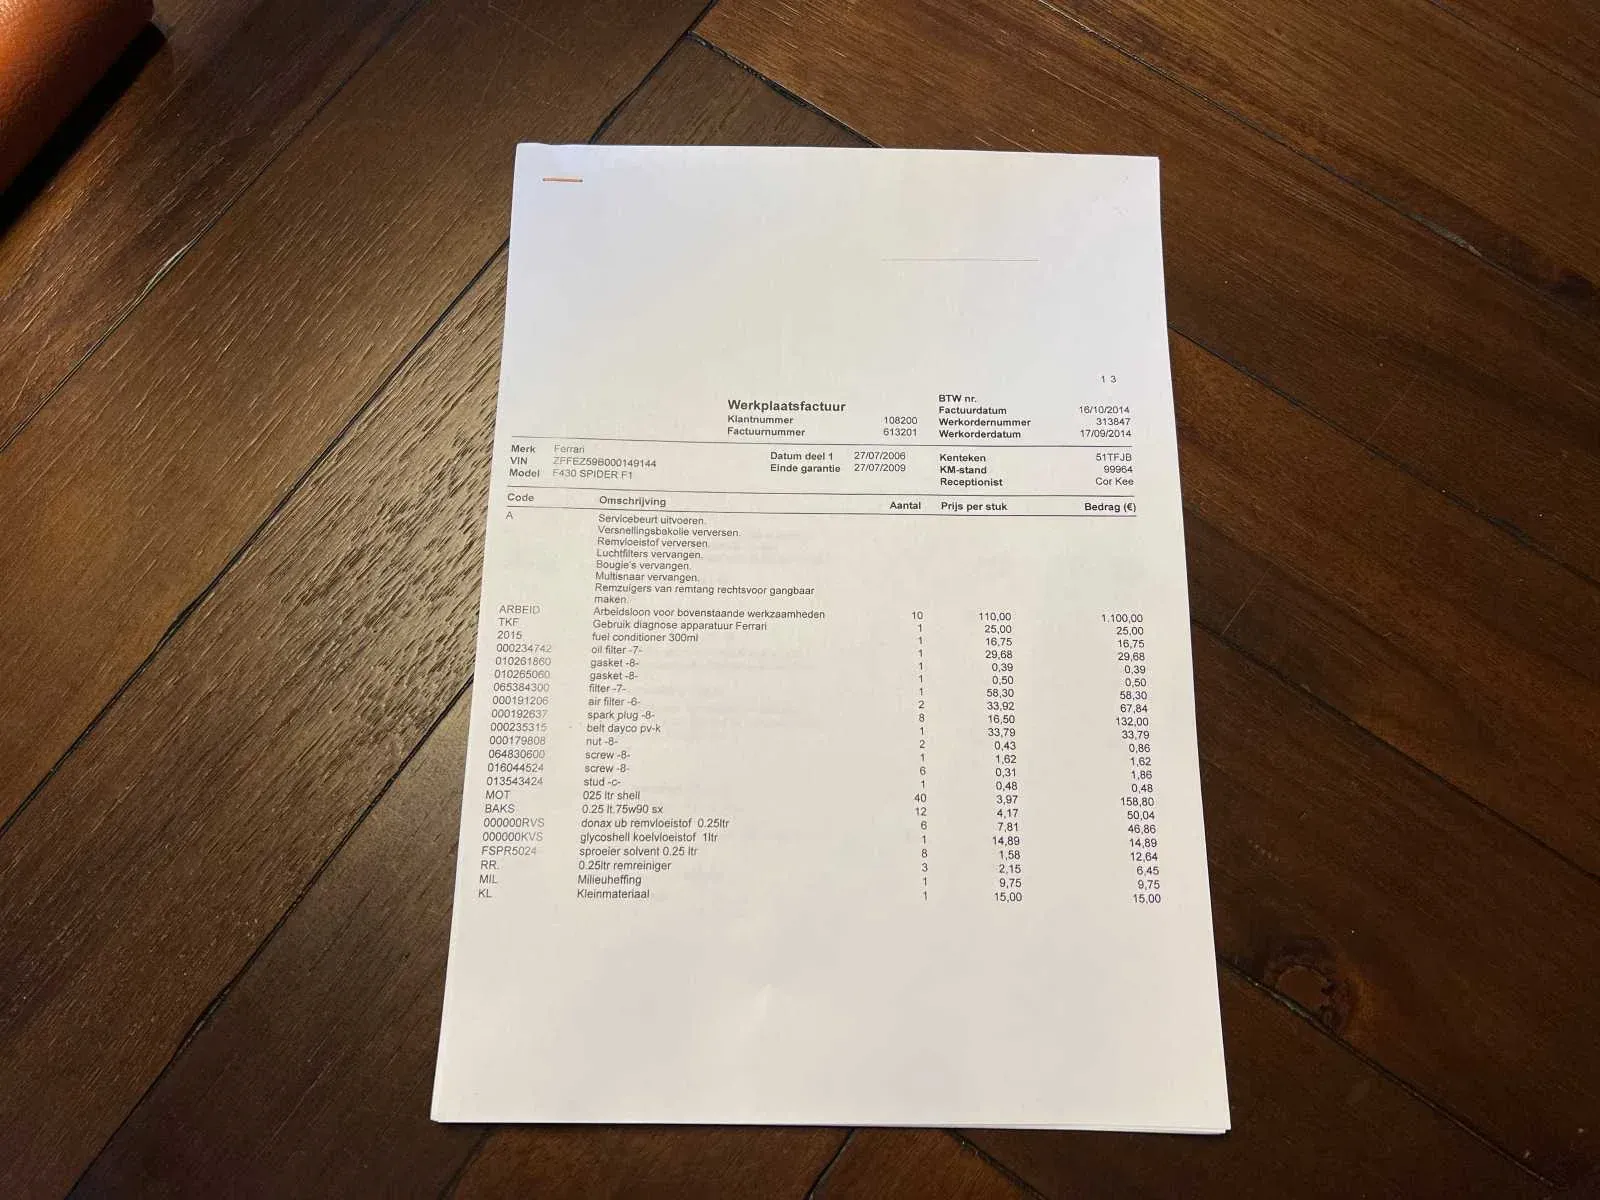 1 3
Werkplaatsfactuur
Klantnummer 108200
Factuurnummer 613201
BTW nr.
Factuurdatum 16/10/2014
Werkordernummer 313847
Werkorderdatum 17/09/2014
Merk Ferrari
VIN ZFFEZ59B000149144
Model F430 SPIDER F1
Datum deel 1 27/07/2006
Einde garantie 27/07/2009
Kenteken 51TFJB
KM-stand 99964
Receptionist Cor Kee
Code Omschrijving Aantal Prijs per stuk Bedrag (€)
A Servicebeurt uitvoeren.
Versnellingsbakolie verversen.
Remvloeistof verversen.
Luchtfilters vervangen.
Bougie's vervangen.
Multisnaar vervangen.
Remzuigers van remtang rechtsvoor gangbaar
maken.
ARBEID Arbeidsloon voor bovenstaande werkzaamheden 10 110,00 1.100,00
TKF Gebruik diagnose apparatuur Ferrari 1 25,00 25,00
2015 fuel conditioner 300ml 1 16,75 16,75
000234742 oil filter -7- 1 29,68 29,68
010261860 gasket -8- 1 0,39 0,39
010265060 gasket -8- 1 0,50 0,50
065384300 filter -7- 1 58,30 58,30
000191206 air filter -6- 2 33,92 67,84
000192637 spark plug -8- 8 16,50 132,00
000235315 belt dayco pv-k 1 33,79 33,79
000179808 nut -8- 2 0,43 0,86
064830600 screw -8- 1 1,62 1,62
016044524 screw -8- 6 0,31 1,86
013543424 stud -c- 1 0,48 0,48
MOT 025 ltr shell 40 3,97 158,80
BAKS 0.25 lt.75w90 sx 12 4,17 50,04
000000RVS donax ub remvloeistof 0.25ltr 6 7,81 46,86
000000KVS glycoshell koelvloeistof 1ltr 1 14,89 14,89
FSPR5024 sproeier solvent 0.25 ltr 8 1,58 12,64
RR. 0.25ltr remreiniger 3 2,15 6,45
MIL Milieuheffing 1 9,75 9,75
KL Kleinmateriaal 1 15,00 15,00